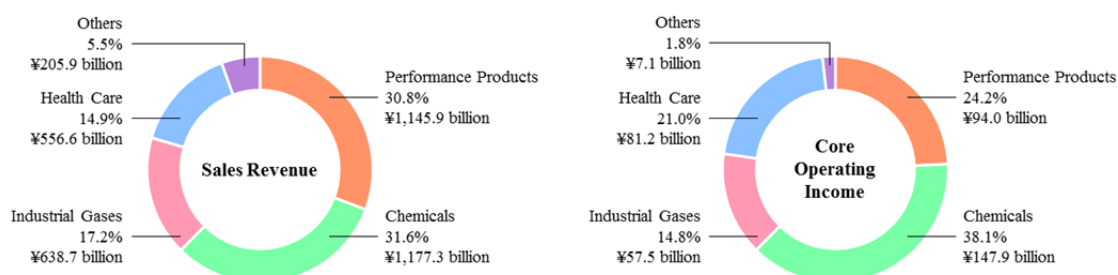 Others
5.5%
¥205.9 billion
Health Care
14.9%
¥556.6 billion
Industrial Gases
17.2%
¥638.7 billion
Sales Revenue
Performance Products
30.8%
¥1,145.9 billion
Chemicals
31.6%
¥1,177.3 billion
Others
1.8%
¥7.1 billion
Health Care
21.0%
¥81.2 billion
Industrial Gases
14.8%
¥57.5 billion
Core
Operating
Income
Performance Products
24.2%
¥94.0 billion
Chemicals
38.1%
¥147.9 billion